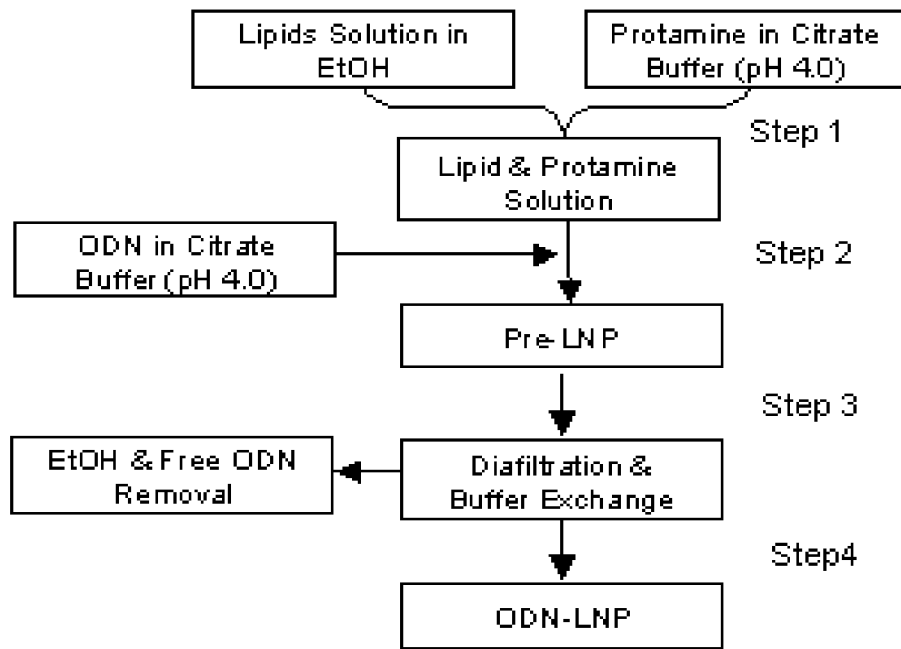 Lipids Solution in
EtOH
Protamine in Citrate
Buffer (pH 4.0)
Step 1
Lipid & Protamine
Solution
ODN in Citrate
Buffer (pH 4.0)
Step 2
Pre-LNP
Step 3
EtOH & Free ODN
Removal
Diafiltration &
Buffer Exchange
Step4
ODN-LNP